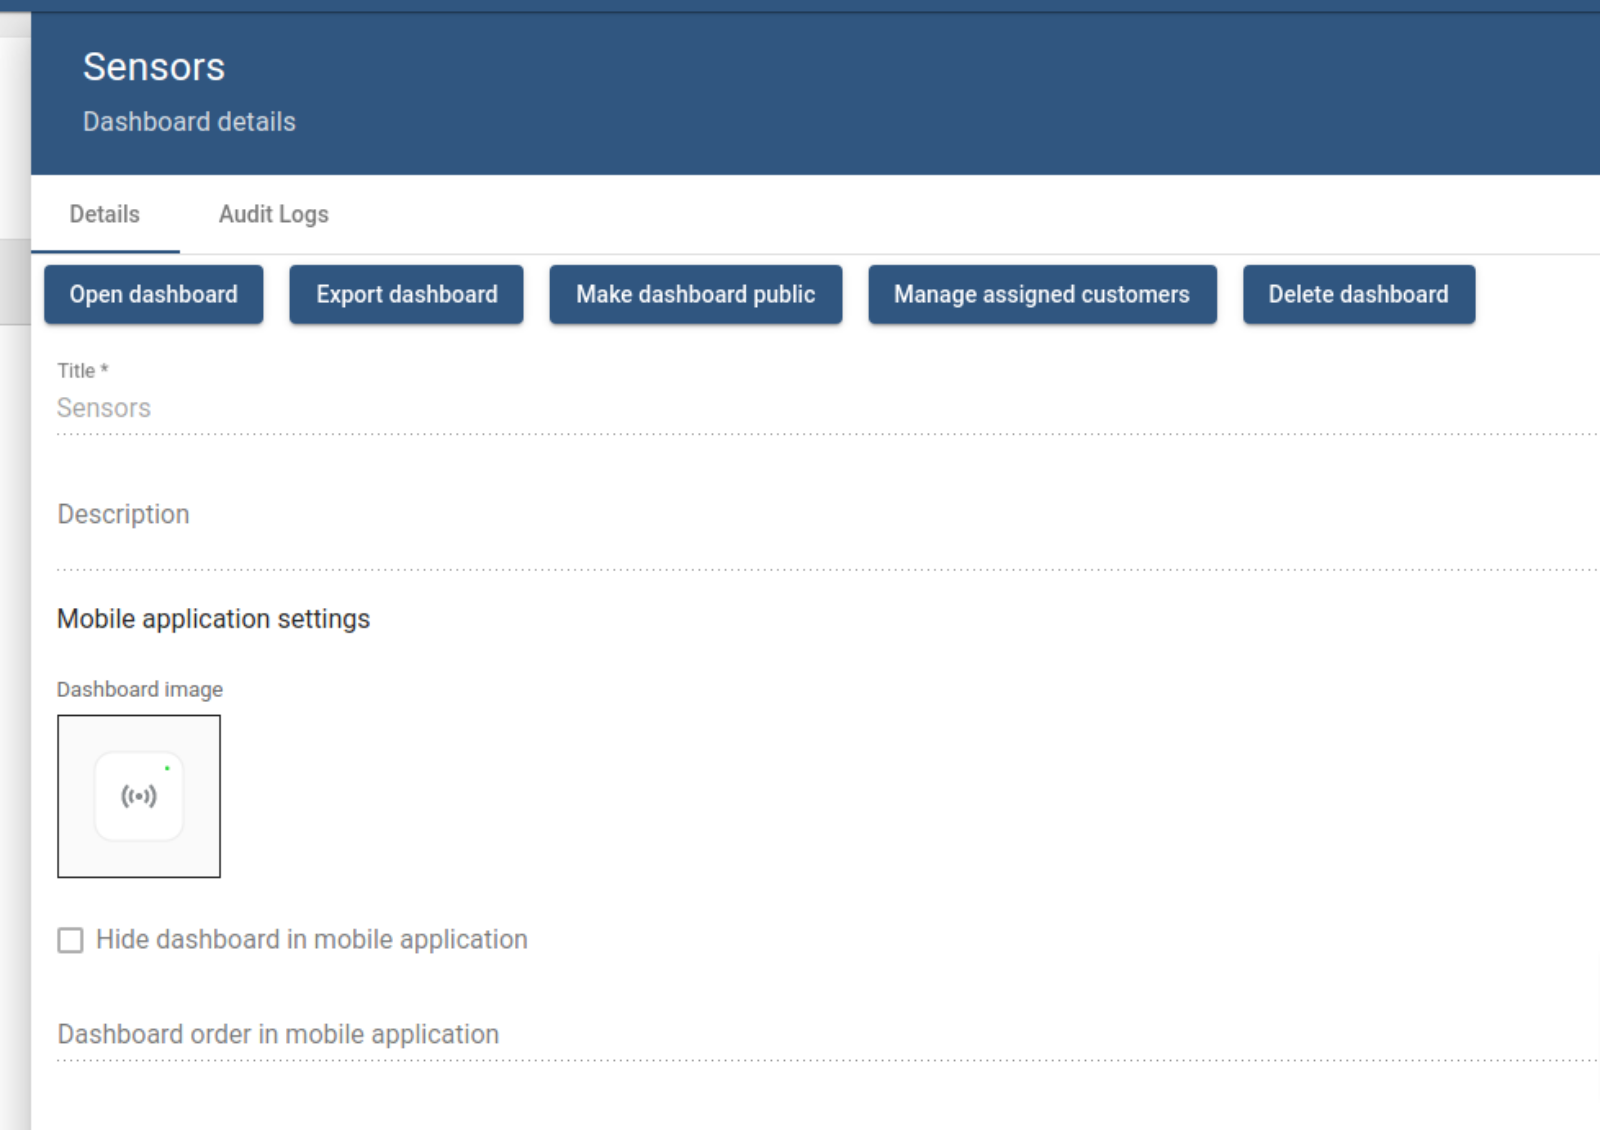 Sensors
Dashboard details
Details Audit Logs
Open dashboard Export dashboard Make dashboard public Manage assigned customers Delete dashboard
Title *
Sensors
Description
Mobile application settings
Dashboard image
Hide dashboard in mobile application
Dashboard order in mobile application